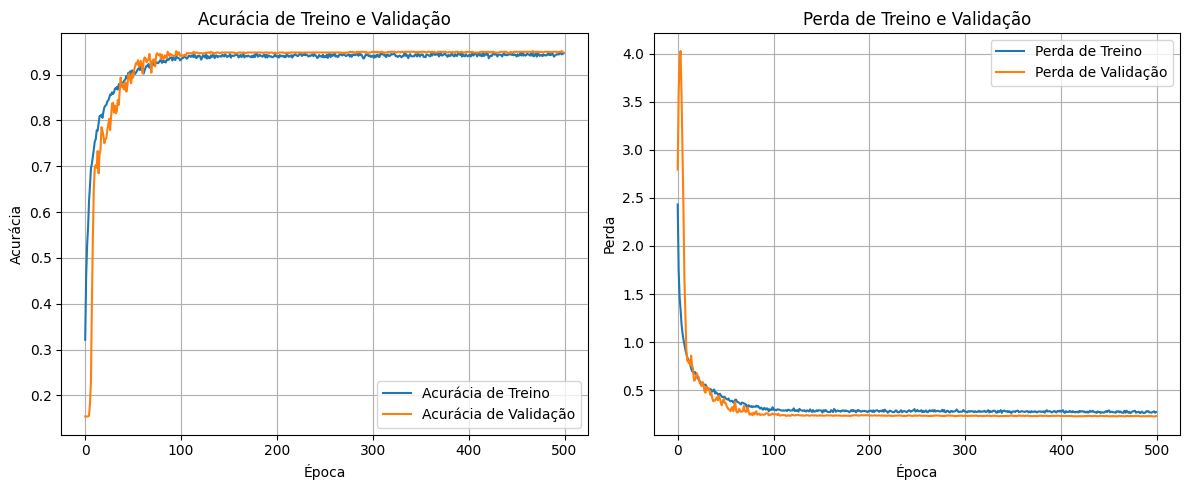 Acurácia de Treino e Validação
Acurácia
0.9
0.8
0.7
0.6
0.5
0.4
0.3
0.2
0
100
200
300
400
500
Época
Acurácia de Treino
Acurácia de Validação
Perda de Treino e Validação
Perda
4.0
3.5
3.0
2.5
2.0
1.5
1.0
0.5
0
100
200
300
400
500
Época
Perda de Treino
Perda de Validação